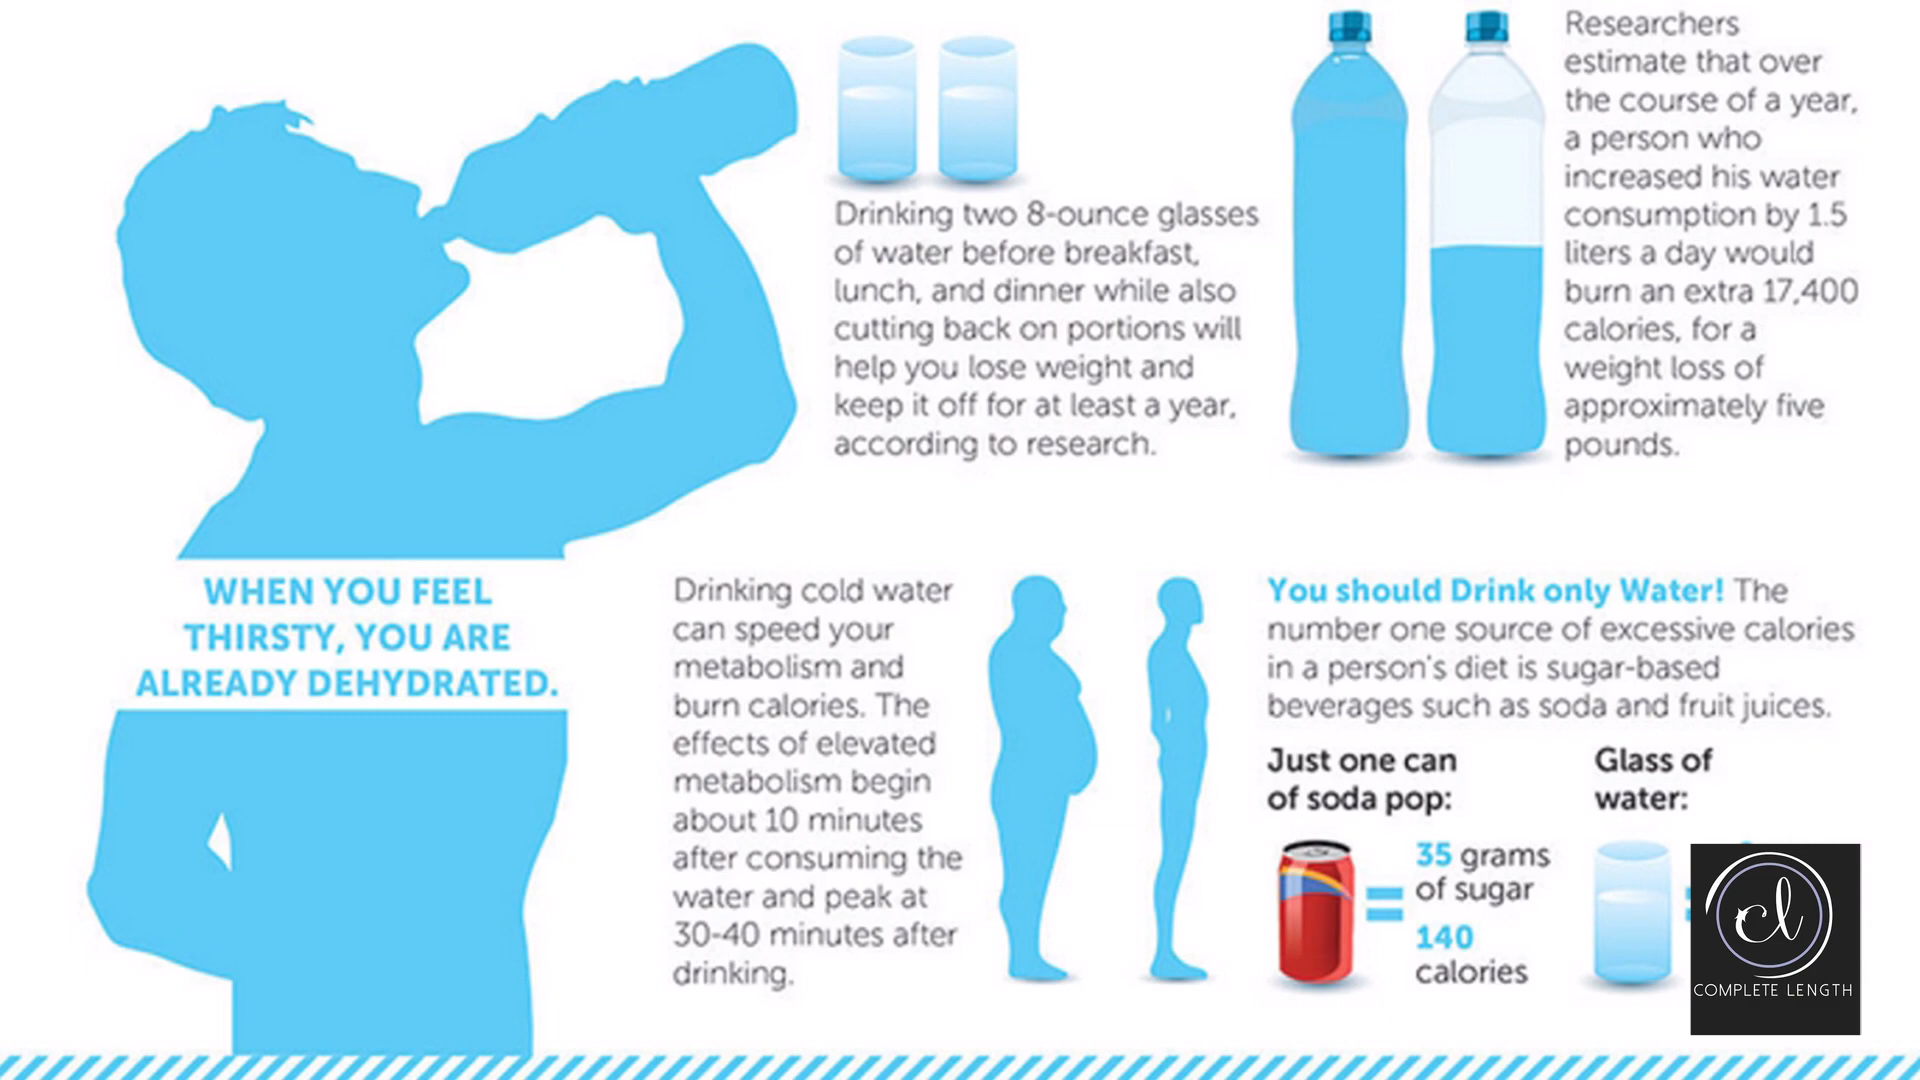 Drinking two 8-ounce glasses
of water before breakfast,
lunch, and dinner while also
cutting back on portions will
help you lose weight and
keep it off for at least a year,
according to research.
Researchers
estimate that over
the course of a year,
a person who
increased his water
consumption by 1.5
liters a day would
burn an extra 17,400
calories, for a
weight loss of
approximately five
pounds.
WHEN YOU FEEL
THIRSTY, YOU ARE
ALREADY DEHYDRATED.
Drinking cold water
can speed your
metabolism and
burn calories. The
effects of elevated
metabolism begin
about 10 minutes
after consuming the
water and peak at
30-40 minutes after
drinking.
You should Drink only Water! The
number one source of excessive calories
in a person's diet is sugar-based
beverages such as soda and fruit juices.
Just one can
of soda pop:
35 grams
of sugar
140
calories
Glass of
water:
cl
COMPLETE LENGTH